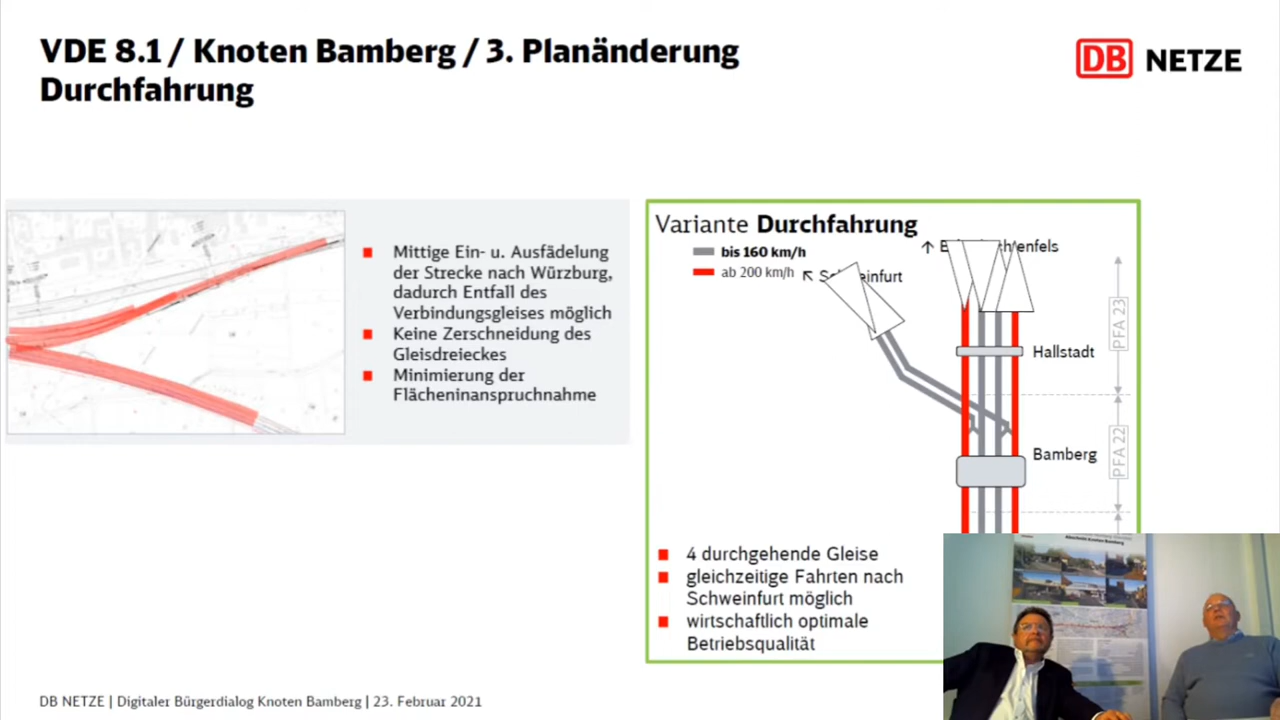 VDE 8.1 / Knoten Bamberg / 3. Planänderung
Durchfahrung
DB NETZE
Mittige Ein- u. Ausfädelung
der Strecke nach Würzburg,
dadurch Entfall des
Verbindungsgleises möglich
Keine Zerschneidung des
Gleisdreieckes
Minimierung der
Flächeninanspruchnahme
Variante Durchfahrung
bis 160 km/h
ab 200 km/h
PFA 23
Hallstadt
PFA 22
Bamberg
4 durchgehende Gleise
gleichzeitige Fahrten nach
Schweinfurt möglich
wirtschaftlich optimale
Betriebsqualität
Abschnitt Knoten Bamberg
DB NETZE | Digitaler Bürgerdialog Knoten Bamberg | 23. Februar 2021